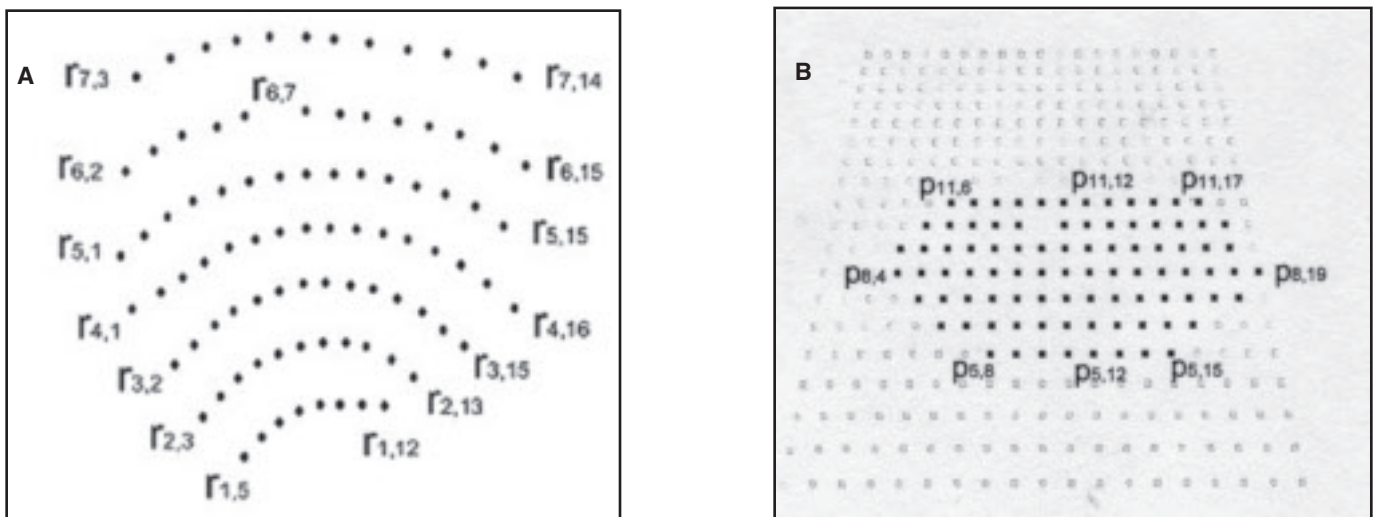 A
r7,3
r7,14
r6,7
r6,2
r6,15
r5,1
r5,15
r4,1
r4,16
r3,2
r3,15
r2,3
r2,13
r1,5
r1,12
B
p11,6
p11,12
p11,17
p8,4
p8,19
p5,8
p5,12
p5,15